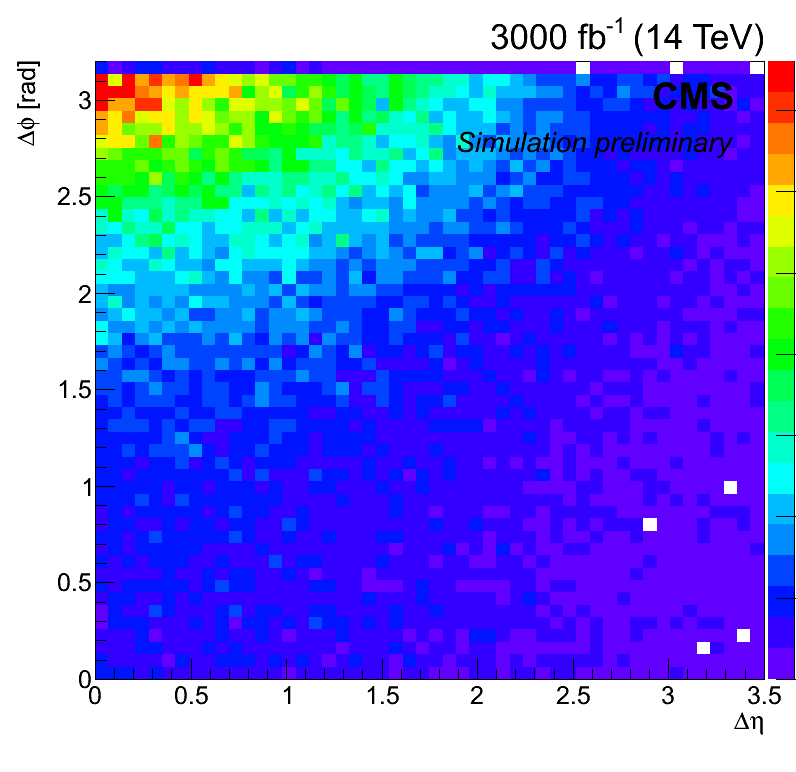 3000 fb-1 (14 TeV)
CMS
Simulation preliminary
Δϕ [rad]
3
2.5
2
1.5
1
0.5
0
0 0.5 1 1.5 2 2.5 3 3.5
Δη